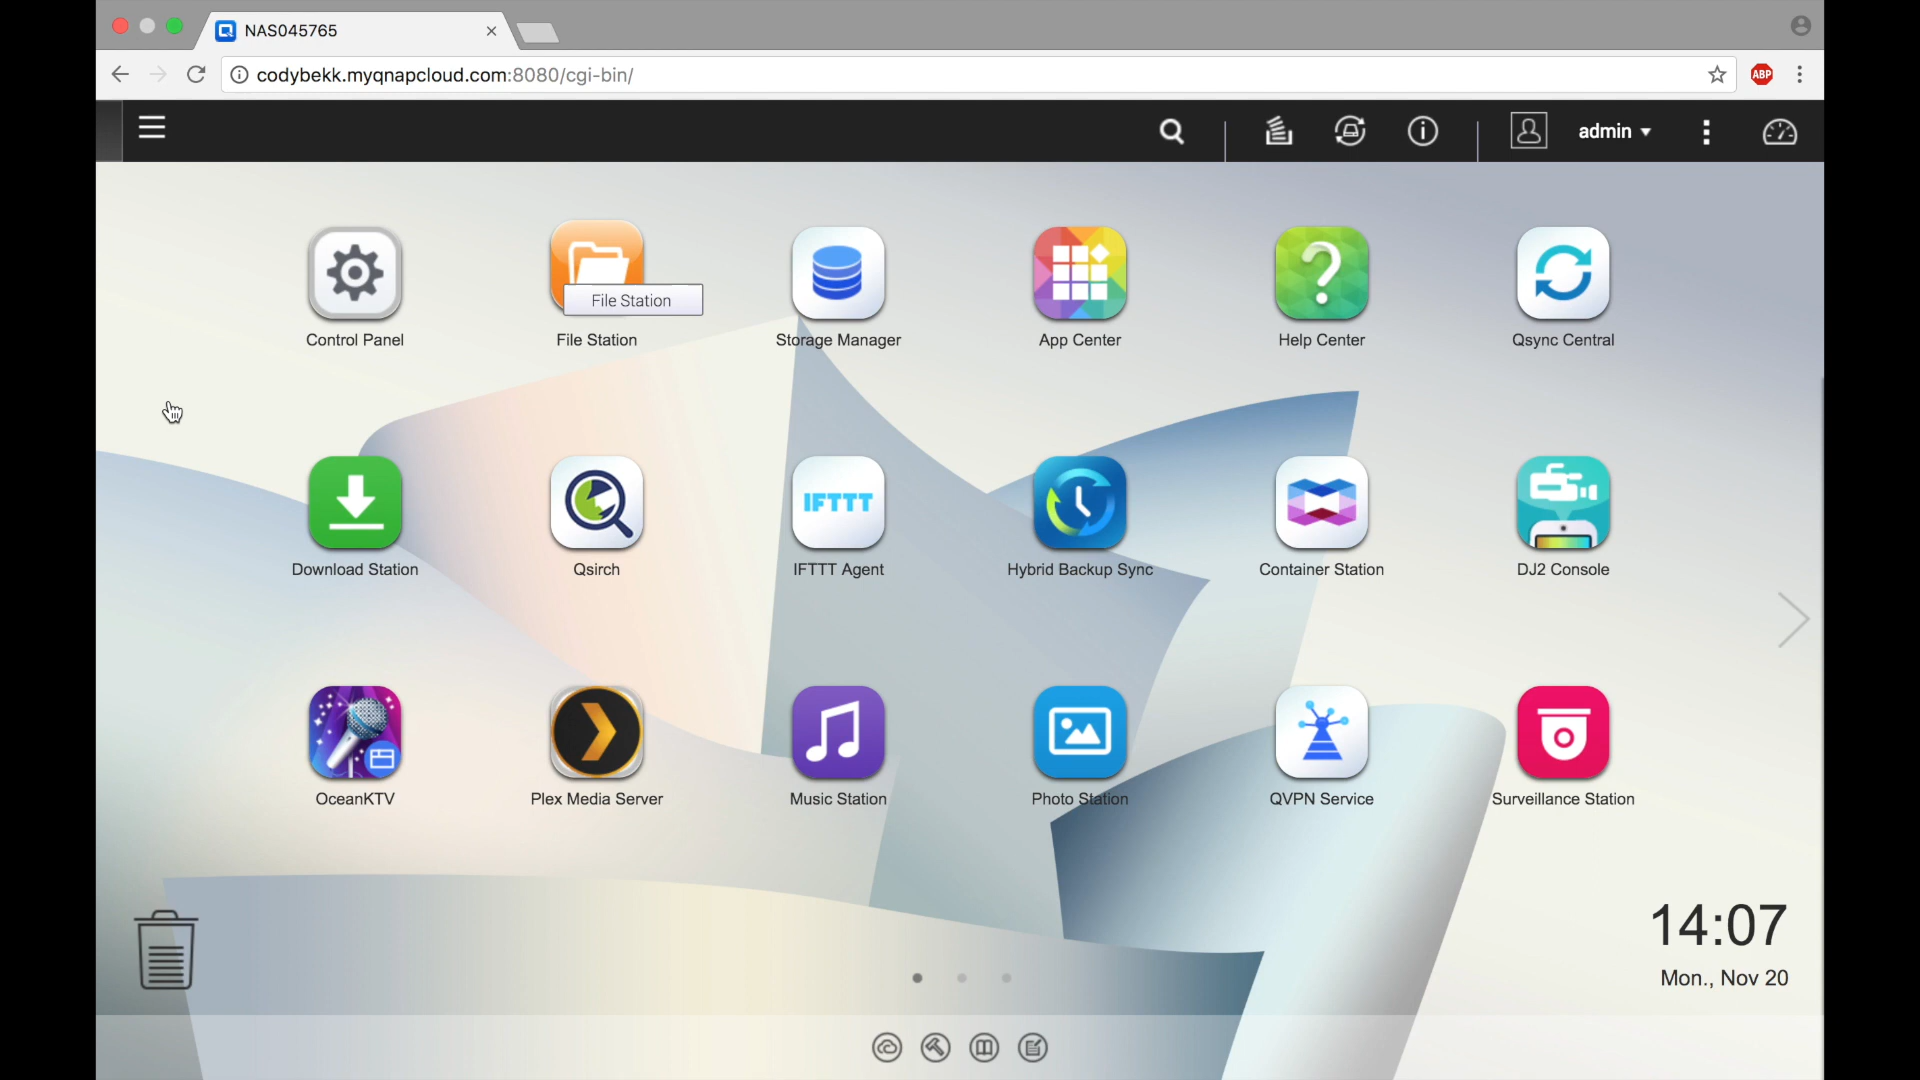 NAS045765
codybekk.myqnapcloud.com:8080/cgi-bin/
ABP
admin
File Station
Control Panel
File Station
Storage Manager
App Center
Help Center
Qsync Central
IFTTT
Download Station
Qsirch
IFTTT Agent
Hybrid Backup Sync
Container Station
DJ2 Console
OceanKTV
Plex Media Server
Music Station
Photo Station
QVPN Service
Surveillance Station
14:07
Mon., Nov 20